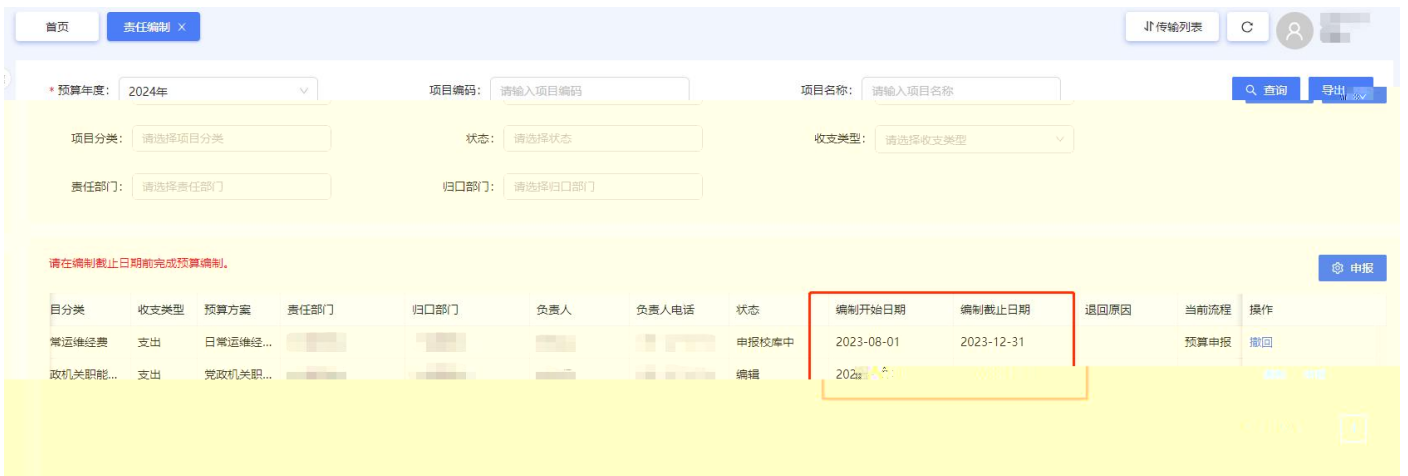 首页 责任编制 × 传输列表
* 预算年度： 2024年 项目编码： 请输入项目编码 项目名称： 请输入项目名称 查询 导出
项目分类： 请选择项目分类 状态： 请选择状态 收支类型： 请选择收支类型
责任部门： 请选择责任部门 归口部门： 请选择归口部门
请在编制截止日期前完成预算编制。 申报
目分类 收支类型 预算方案 责任部门 归口部门 负责人 负责人电话 状态 编制开始日期 编制截止日期 退回原因 当前流程 操作
常运维经费 支出 日常运维经... 申报校库中 2023-08-01 2023-12-31 预算申报 撤回
政机关职能... 支出 党政机关职... 编辑